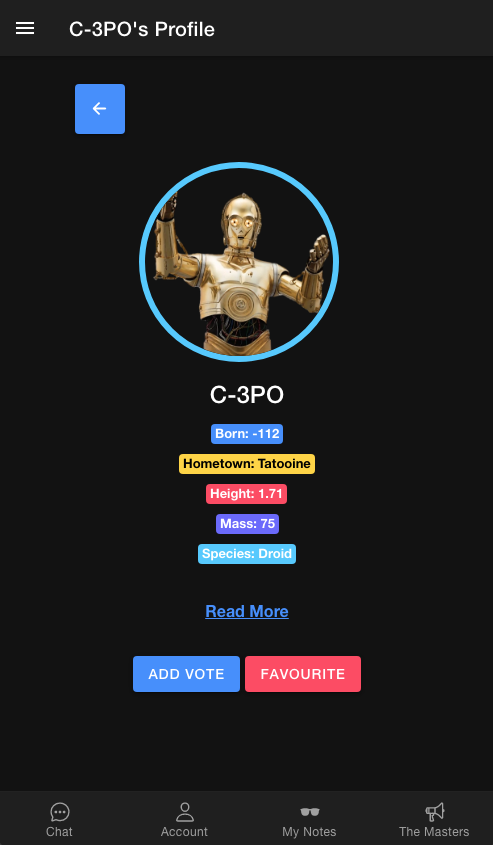 C-3PO's Profile
C-3PO
Born: -112
Hometown: Tatooine
Height: 1.71
Mass: 75
Species: Droid
Read More
ADD VOTE FAVOURITE
Chat Account My Notes The Masters